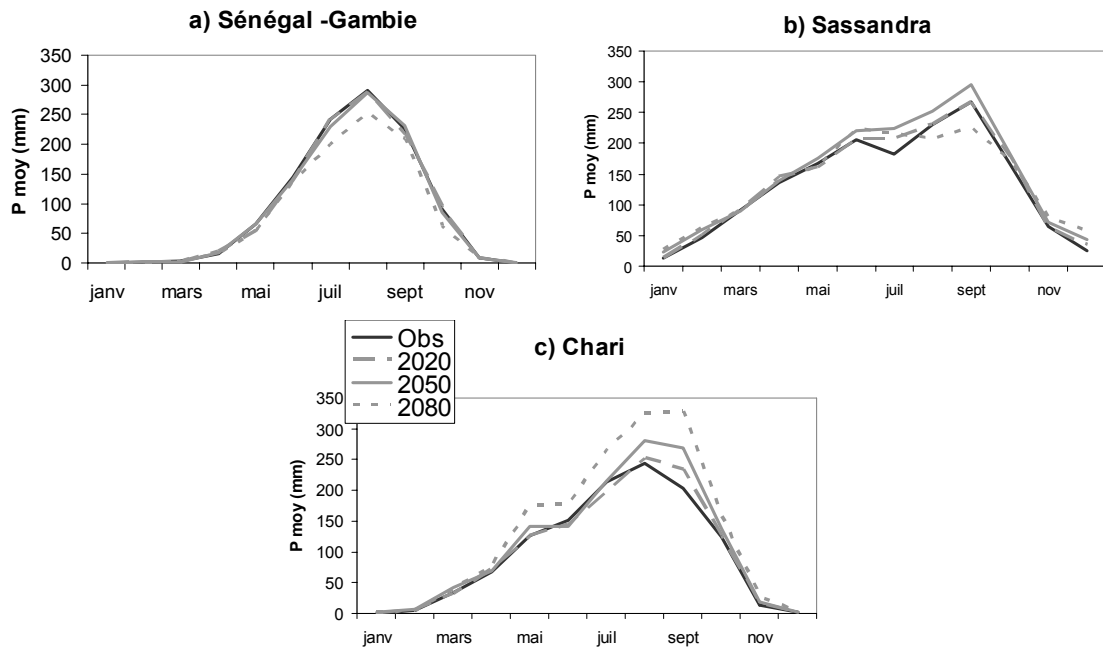 a) Sénégal -Gambie
P moy (mm)
350
300
250
200
150
100
50
0
janv mars mai juil sept nov
b) Sassandra
P moy (mm)
350
300
250
200
150
100
50
0
janv mars mai juil sept nov
Obs
2020
2050
2080
c) Chari
P moy (mm)
350
300
250
200
150
100
50
0
janv mars mai juil sept nov